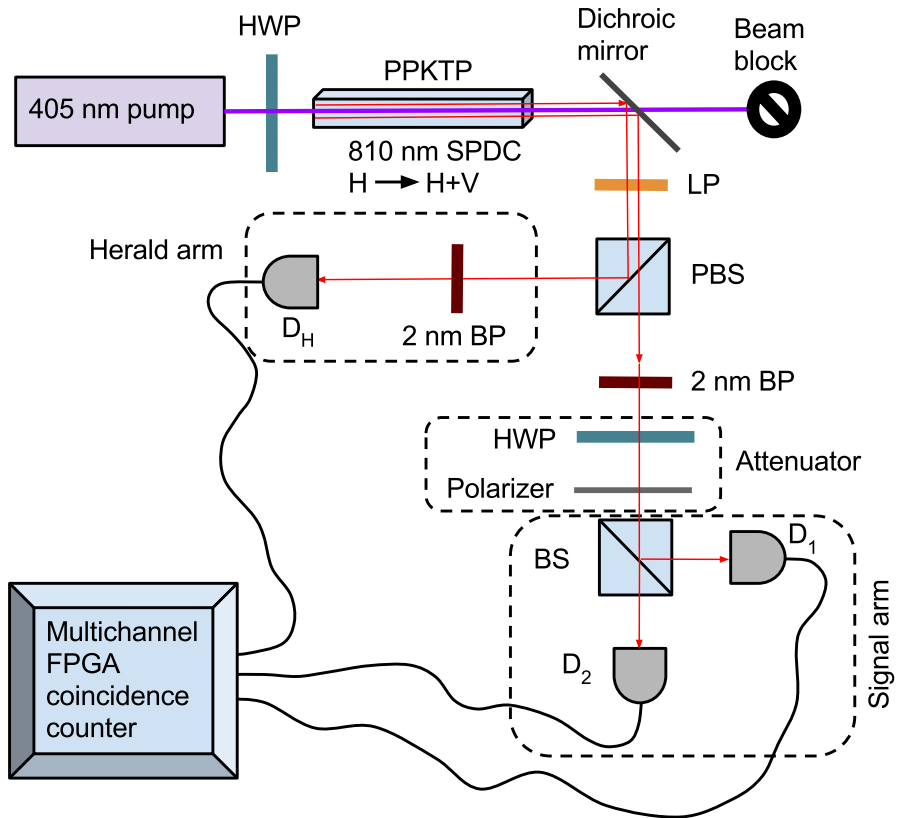 HWP
PPKTP
Dichroic
mirror
Beam
block
405 nm pump
810 nm SPDC
H → H+V
LP
Herald arm
PBS
D_H
2 nm BP
2 nm BP
HWP
Attenuator
Polarizer
BS
D_1
D_2
Signal arm
Multichannel
FPGA
coincidence
counter